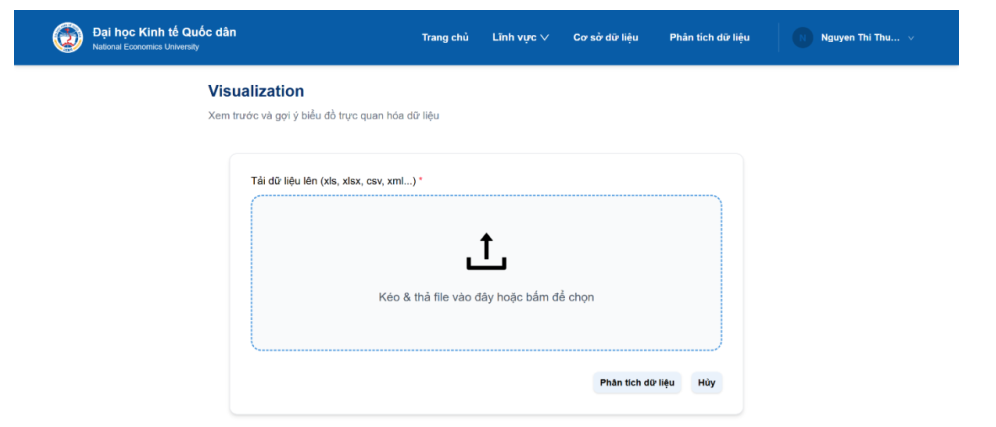 Đại học Kinh tế Quốc dân
National Economics University
Trang chủ Lĩnh vực Cơ sở dữ liệu Phân tích dữ liệu Nguyen Thi Thu...
Visualization
Xem trước và gợi ý biểu đồ trực quan hóa dữ liệu
Tải dữ liệu lên (xls, xlsx, csv, xml...) *
Kéo & thả file vào đây hoặc bấm để chọn
Phân tích dữ liệu Hủy